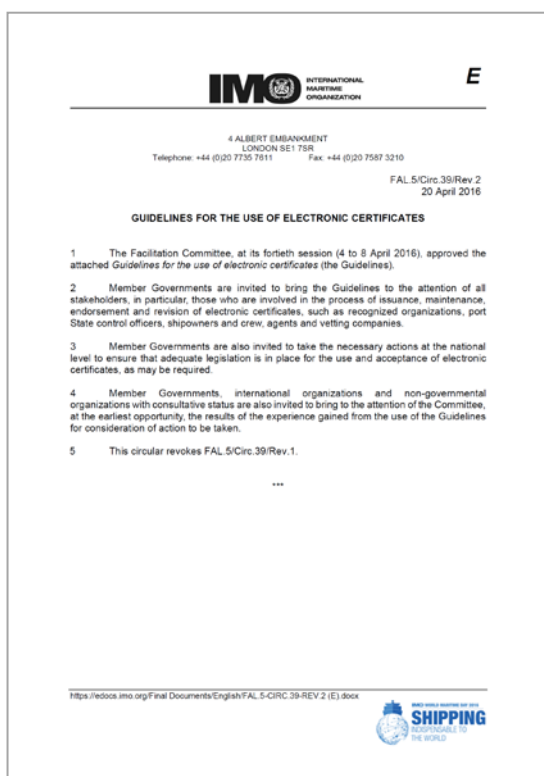 IMO
INTERNATIONAL
MARITIME
ORGANIZATION
E
4 ALBERT EMBANKMENT
LONDON SE1 7SR
Telephone: +44 (0)20 7735 7611 Fax: +44 (0)20 7587 3210
FAL.5/Circ.39/Rev.2
20 April 2016
GUIDELINES FOR THE USE OF ELECTRONIC CERTIFICATES
1 The Facilitation Committee, at its fortieth session (4 to 8 April 2016), approved the
attached Guidelines for the use of electronic certificates (the Guidelines).
2 Member Governments are invited to bring the Guidelines to the attention of all
stakeholders, in particular, those who are involved in the process of issuance, maintenance,
endorsement and revision of electronic certificates, such as recognized organizations, port
State control officers, shipowners and crew, agents and vetting companies.
3 Member Governments are also invited to take the necessary actions at the national
level to ensure that adequate legislation is in place for the use and acceptance of electronic
certificates, as may be required.
4 Member Governments, international organizations and non-governmental
organizations with consultative status are also invited to bring to the attention of the Committee,
at the earliest opportunity, the results of the experience gained from the use of the Guidelines
for consideration of action to be taken.
5 This circular revokes FAL.5/Circ.39/Rev.1.
***
https://edocs.imo.org/Final Documents/English/FAL.5-CIRC.39-REV.2 (E).docx
IMO WORLD MARITIME DAY 2016
SHIPPING
INDISPENSABLE TO
THE WORLD